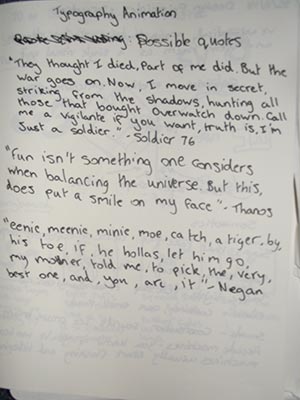 Typography Animation
Possible quotes
"They thought I died, Part of me did. But the
war goes on. Now, I move in secret,
striking from the shadows, hunting all
those that bought Overwatch down. Call
me a vigilante if you want, truth is, I'm
Just a soldier." - Soldier 76
"Fun isn't something one considers
when balancing the universe. But this,
does put a smile on my face" - Thanos
"eenie, meenie, minie, moe, catch, a tiger, by,
his toe, if, he hollas, let him go,
my mother, told me, to pick, the, very,
best one, and, you, are, it" - Negan